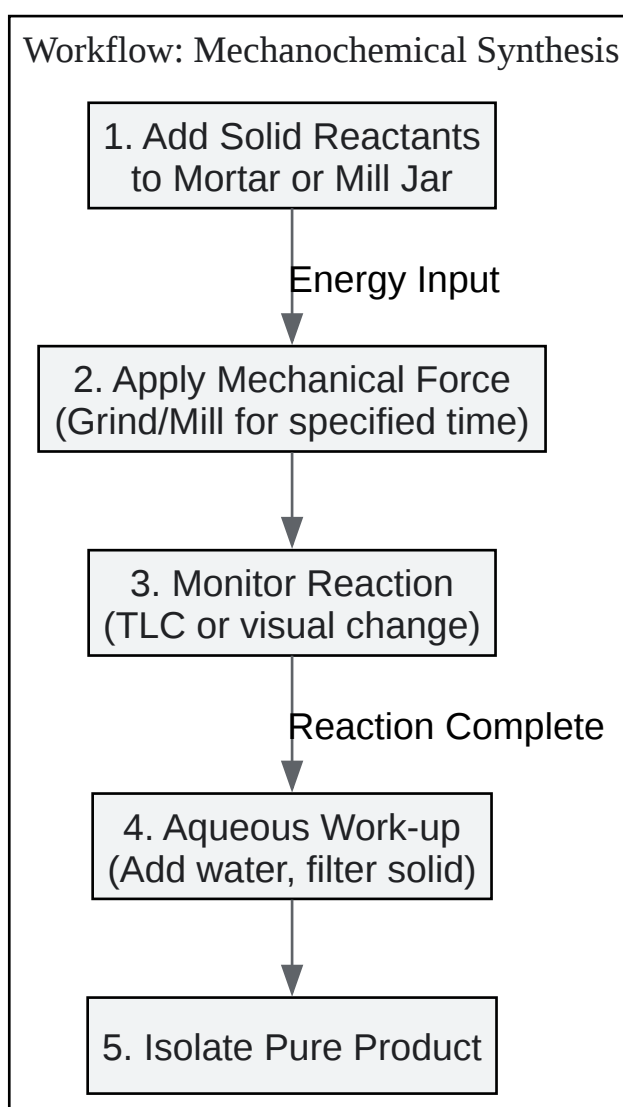 Workflow: Mechanochemical Synthesis
1. Add Solid Reactants
to Mortar or Mill Jar
Energy Input
2. Apply Mechanical Force
(Grind/Mill for specified time)
3. Monitor Reaction
(TLC or visual change)
Reaction Complete
4. Aqueous Work-up
(Add water, filter solid)
5. Isolate Pure Product